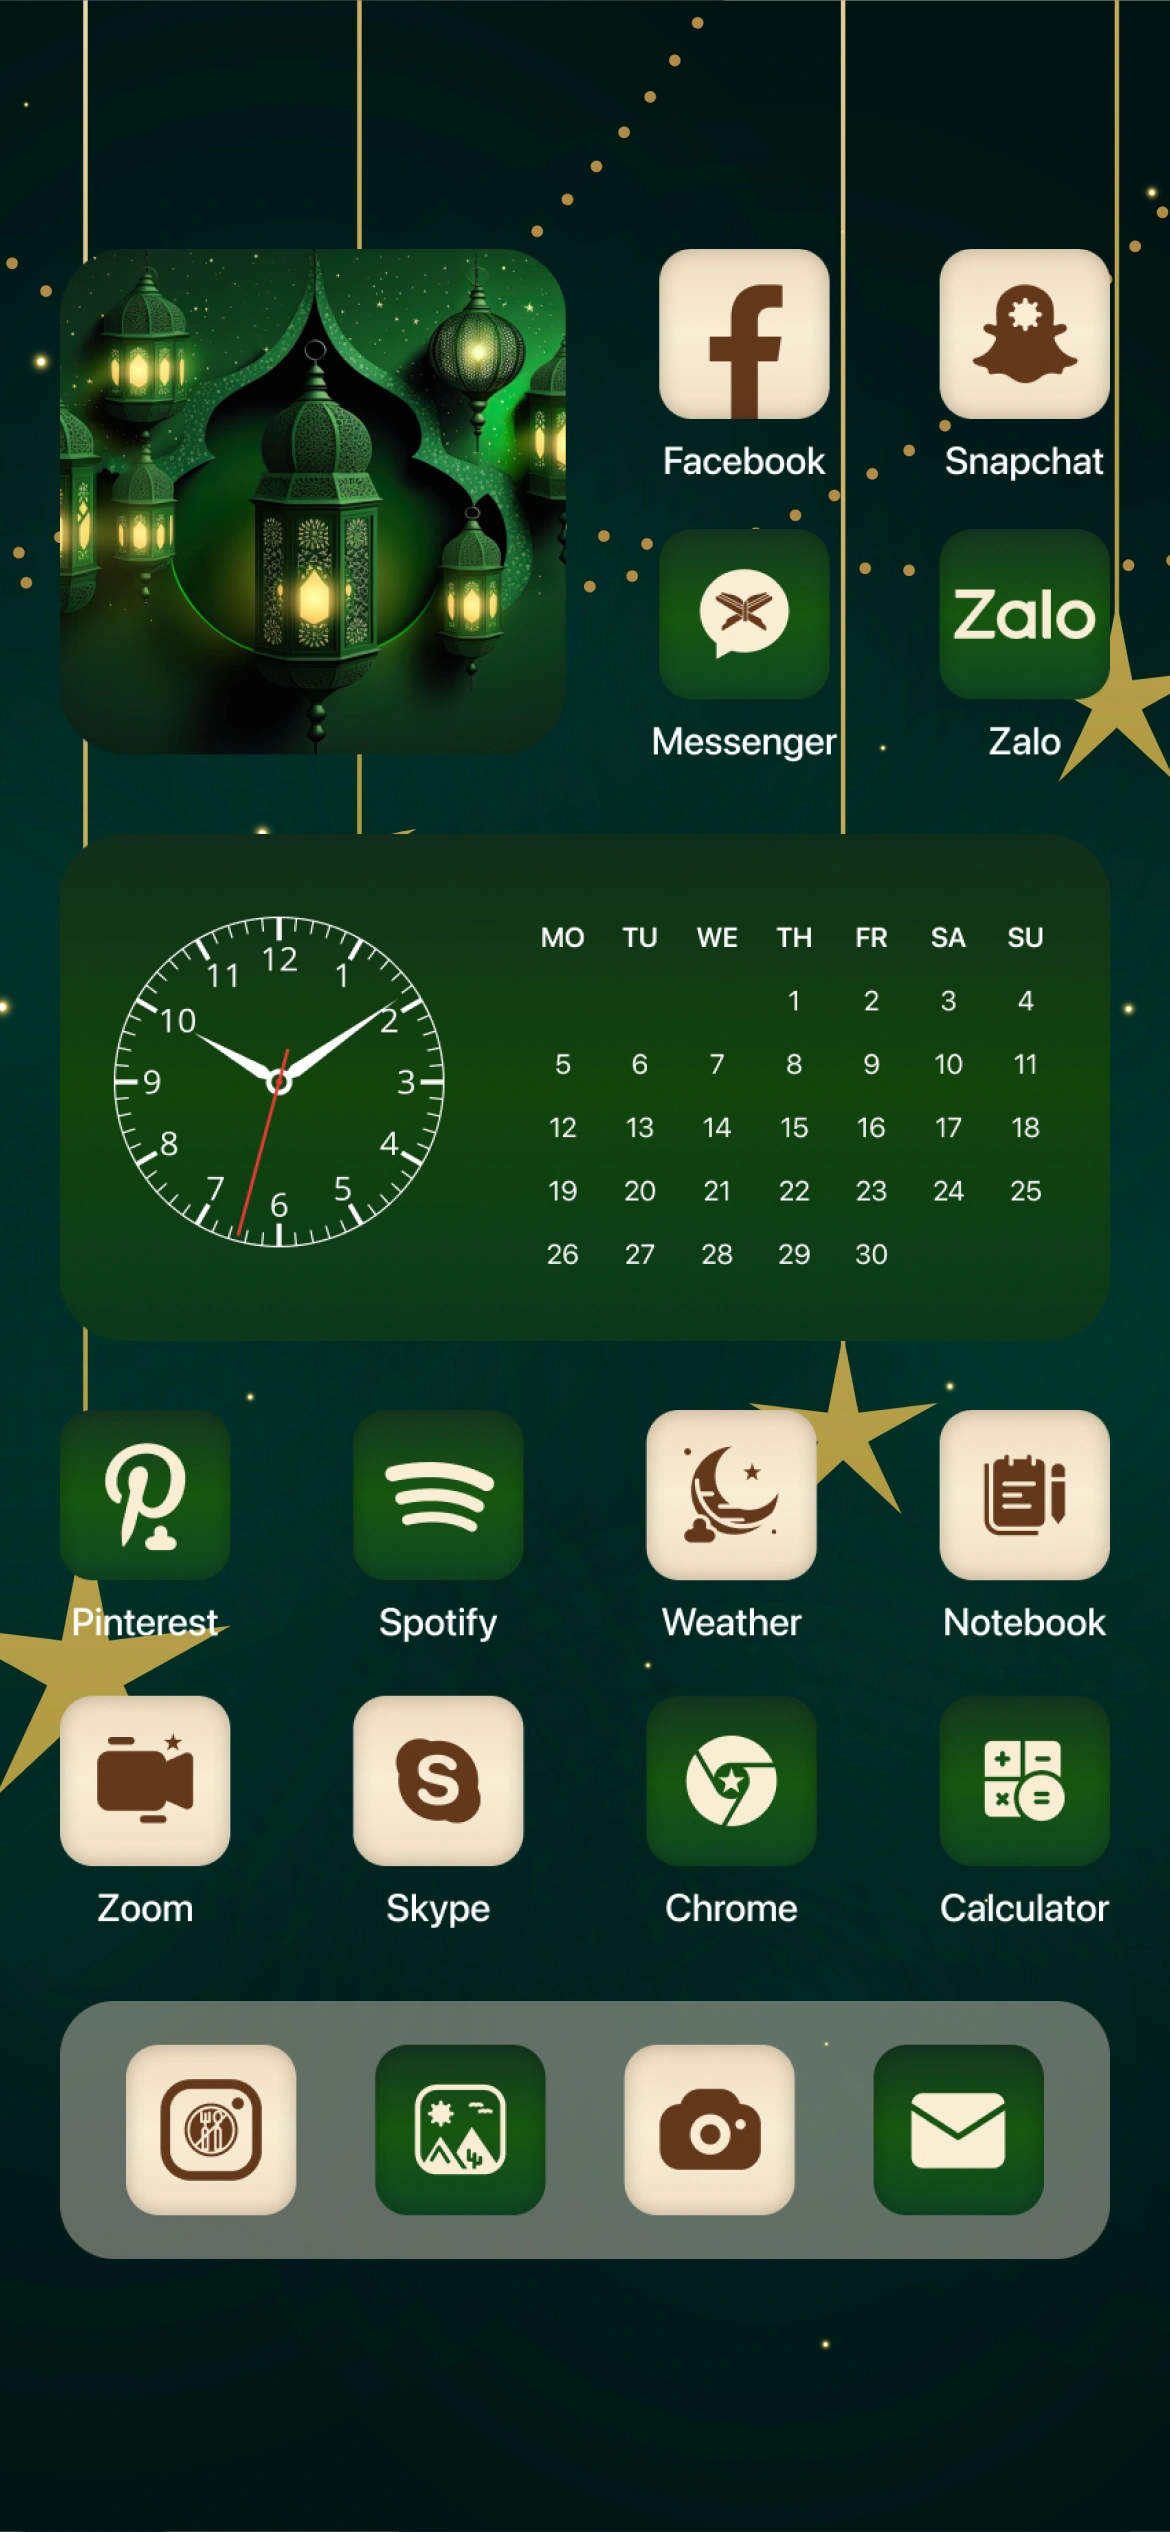 Facebook
Snapchat
Zalo
Messenger
Zalo
12
1
2
3
4
5
6
7
8
9
10
11
MO TU WE TH FR SA SU
1 2 3 4
5 6 7 8 9 10 11
12 13 14 15 16 17 18
19 20 21 22 23 24 25
26 27 28 29 30
Pinterest
Spotify
Weather
Notebook
S
Zoom
Skype
Chrome
Calculator